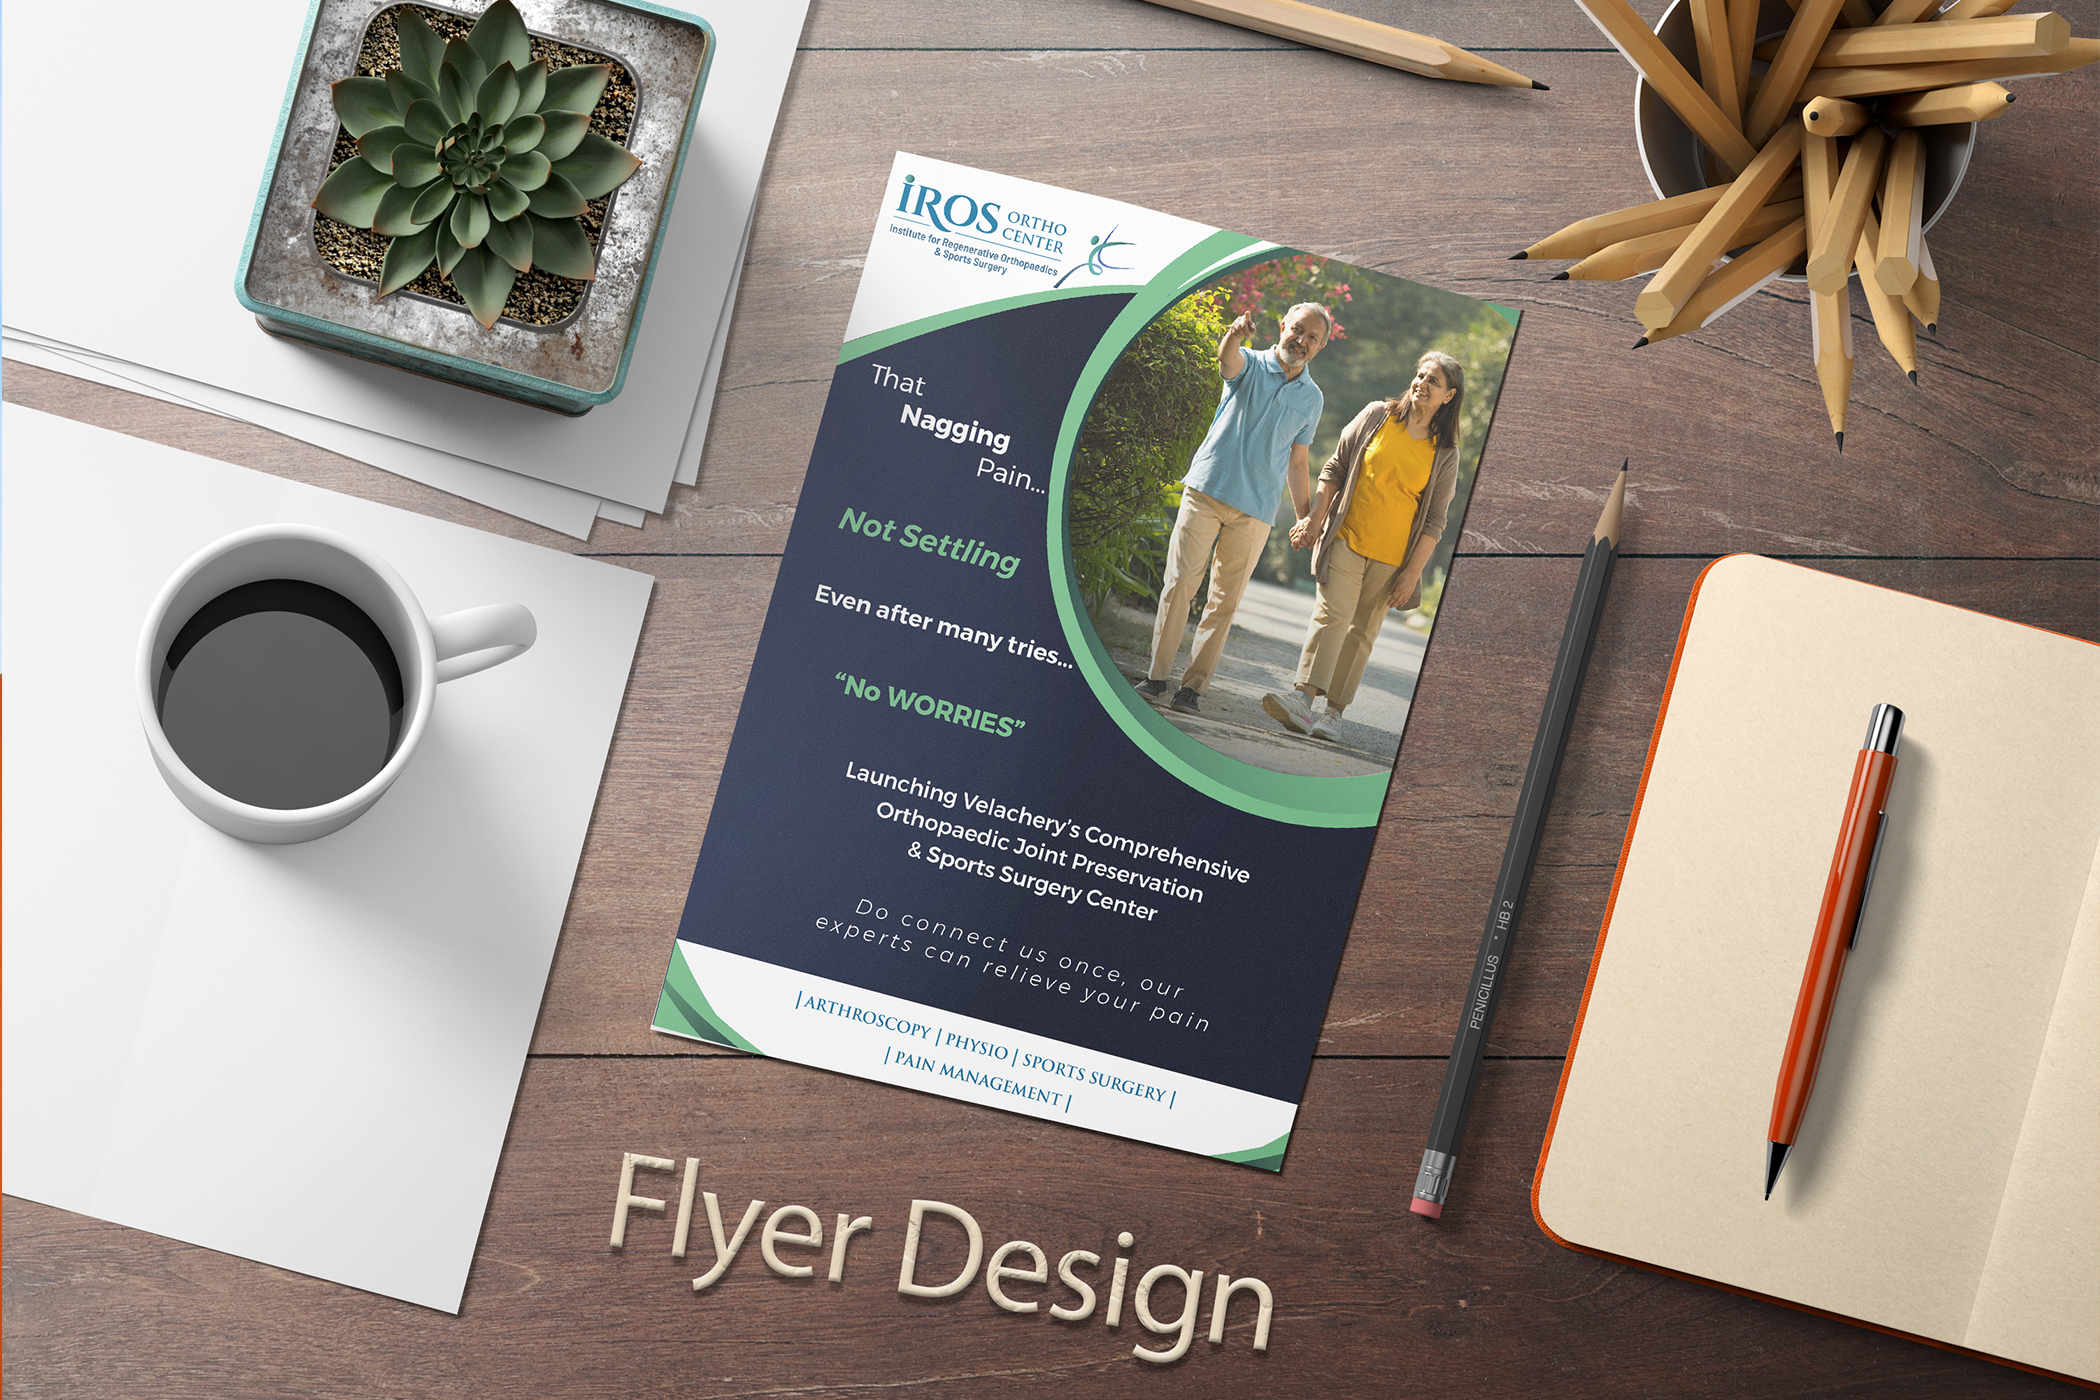 iROS ORTHO
CENTER
Institute for Regenerative Orthopaedics
& Sports Surgery
That
Nagging
Pain...
Not Settling
Even after many tries...
“No WORRIES”
Launching Velachery’s Comprehensive
Orthopaedic Joint Preservation
& Sports Surgery Center
Do connect us once, our
experts can relieve your pain
| ARTHROSCOPY | PHYSIO | SPORTS SURGERY |
| PAIN MANAGEMENT |
PENICILLUS * HB 2
Flyer Design